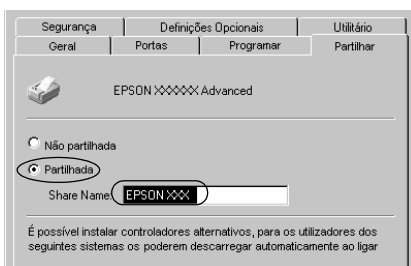 Segurança Definições Opcionais Utilitário
Geral Portas Programar Partilhar
EPSON XXXXXX Advanced
Não partilhada
Partilhada
Share Name: EPSON XXX
É possível instalar controladores alternativos, para os utilizadores dos
seguintes sistemas os poderem descarregar automaticamente ao ligar